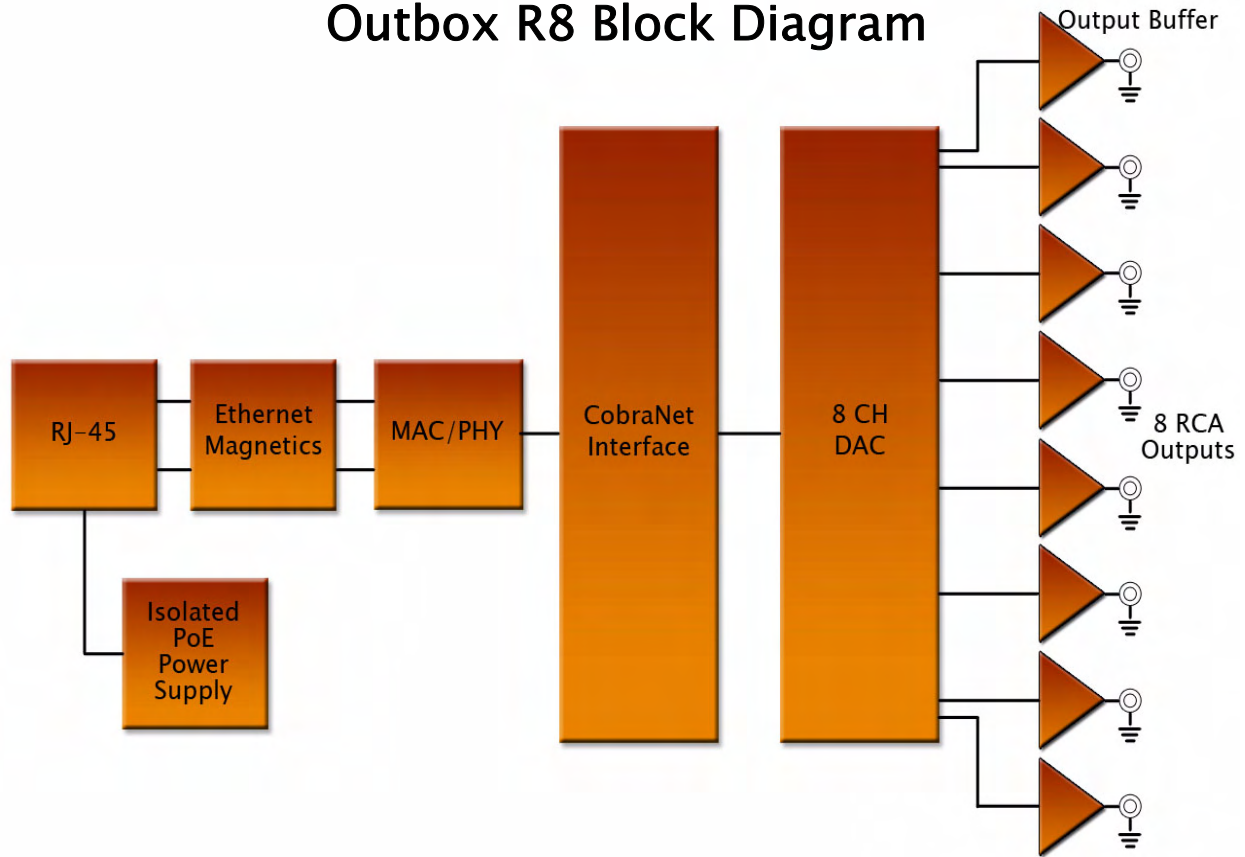 Outbox R8 Block Diagram
Output Buffer
RJ-45
Ethernet
Magnetics
MAC/PHY
CobraNet
Interface
8 CH
DAC
8 RCA
Outputs
Isolated
PoE
Power
Supply